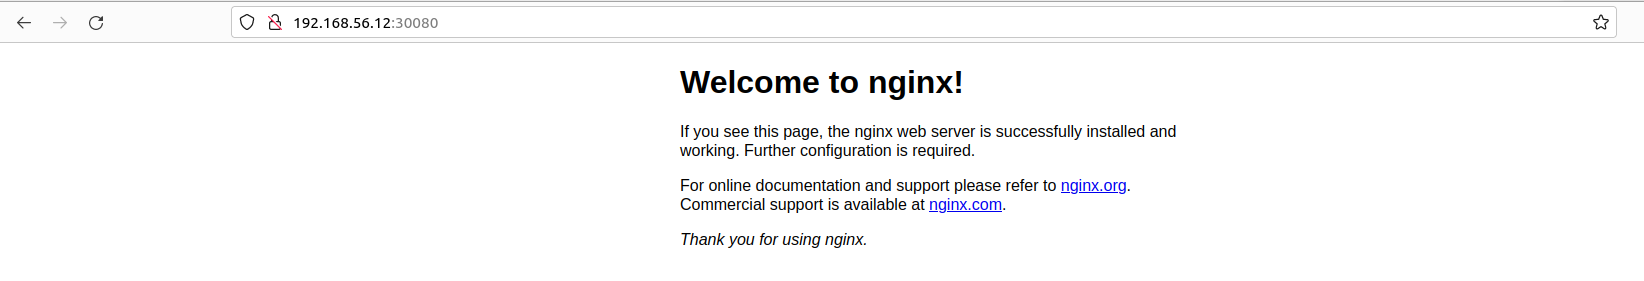 192.168.56.12:30080
Welcome to nginx!
If you see this page, the nginx web server is successfully installed and
working. Further configuration is required.
For online documentation and support please refer to nginx.org.
Commercial support is available at nginx.com.
Thank you for using nginx.